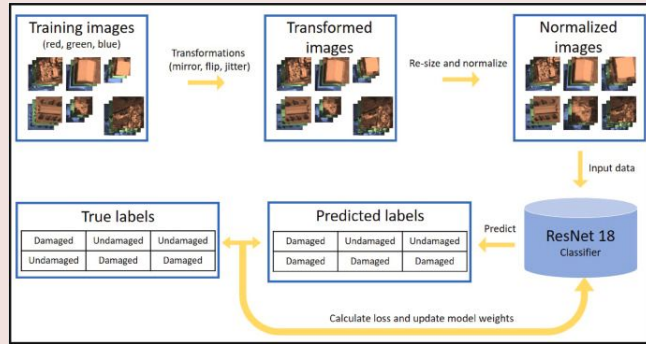 Training images
(red, green, blue)
Transformations
(mirror, flip, jitter)
Transformed
images
Re-size and normalize
Normalized
images
Input data
True labels
Damaged Undamaged Undamaged
Undamaged Damaged Damaged
Predicted labels
Damaged Undamaged Undamaged
Damaged Damaged Damaged
Predict
ResNet 18
Classifier
Calculate loss and update model weights